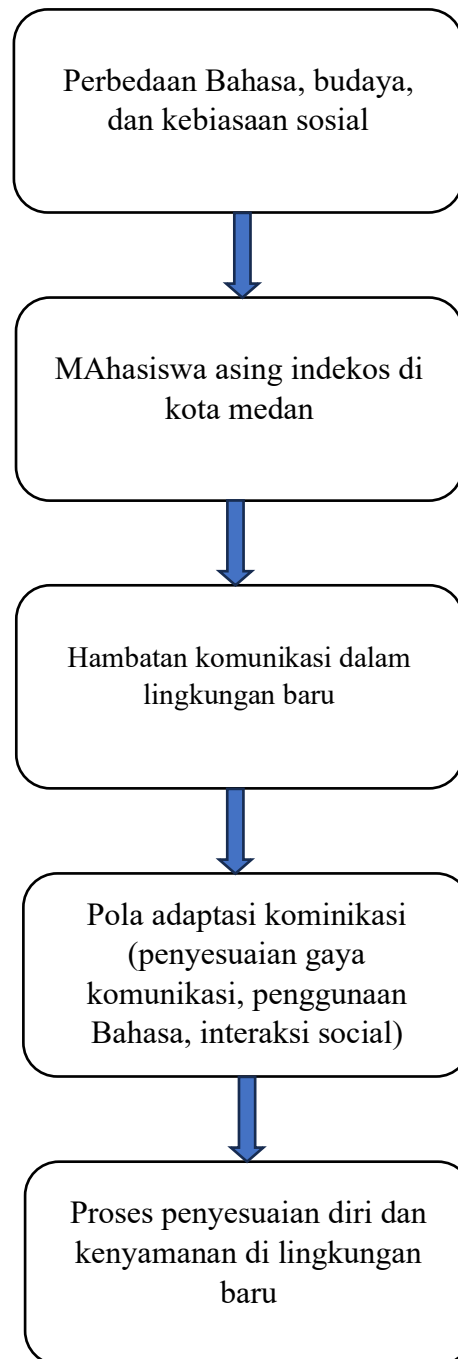 Perbedaan Bahasa, budaya,
dan kebiasaan sosial
MAhasiswa asing indekos di
kota medan
Hambatan komunikasi dalam
lingkungan baru
Pola adaptasi kominikasi
(penyesuaian gaya
komunikasi, penggunaan
Bahasa, interaksi social)
Proses penyesuaian diri dan
kenyamanan di lingkungan
baru